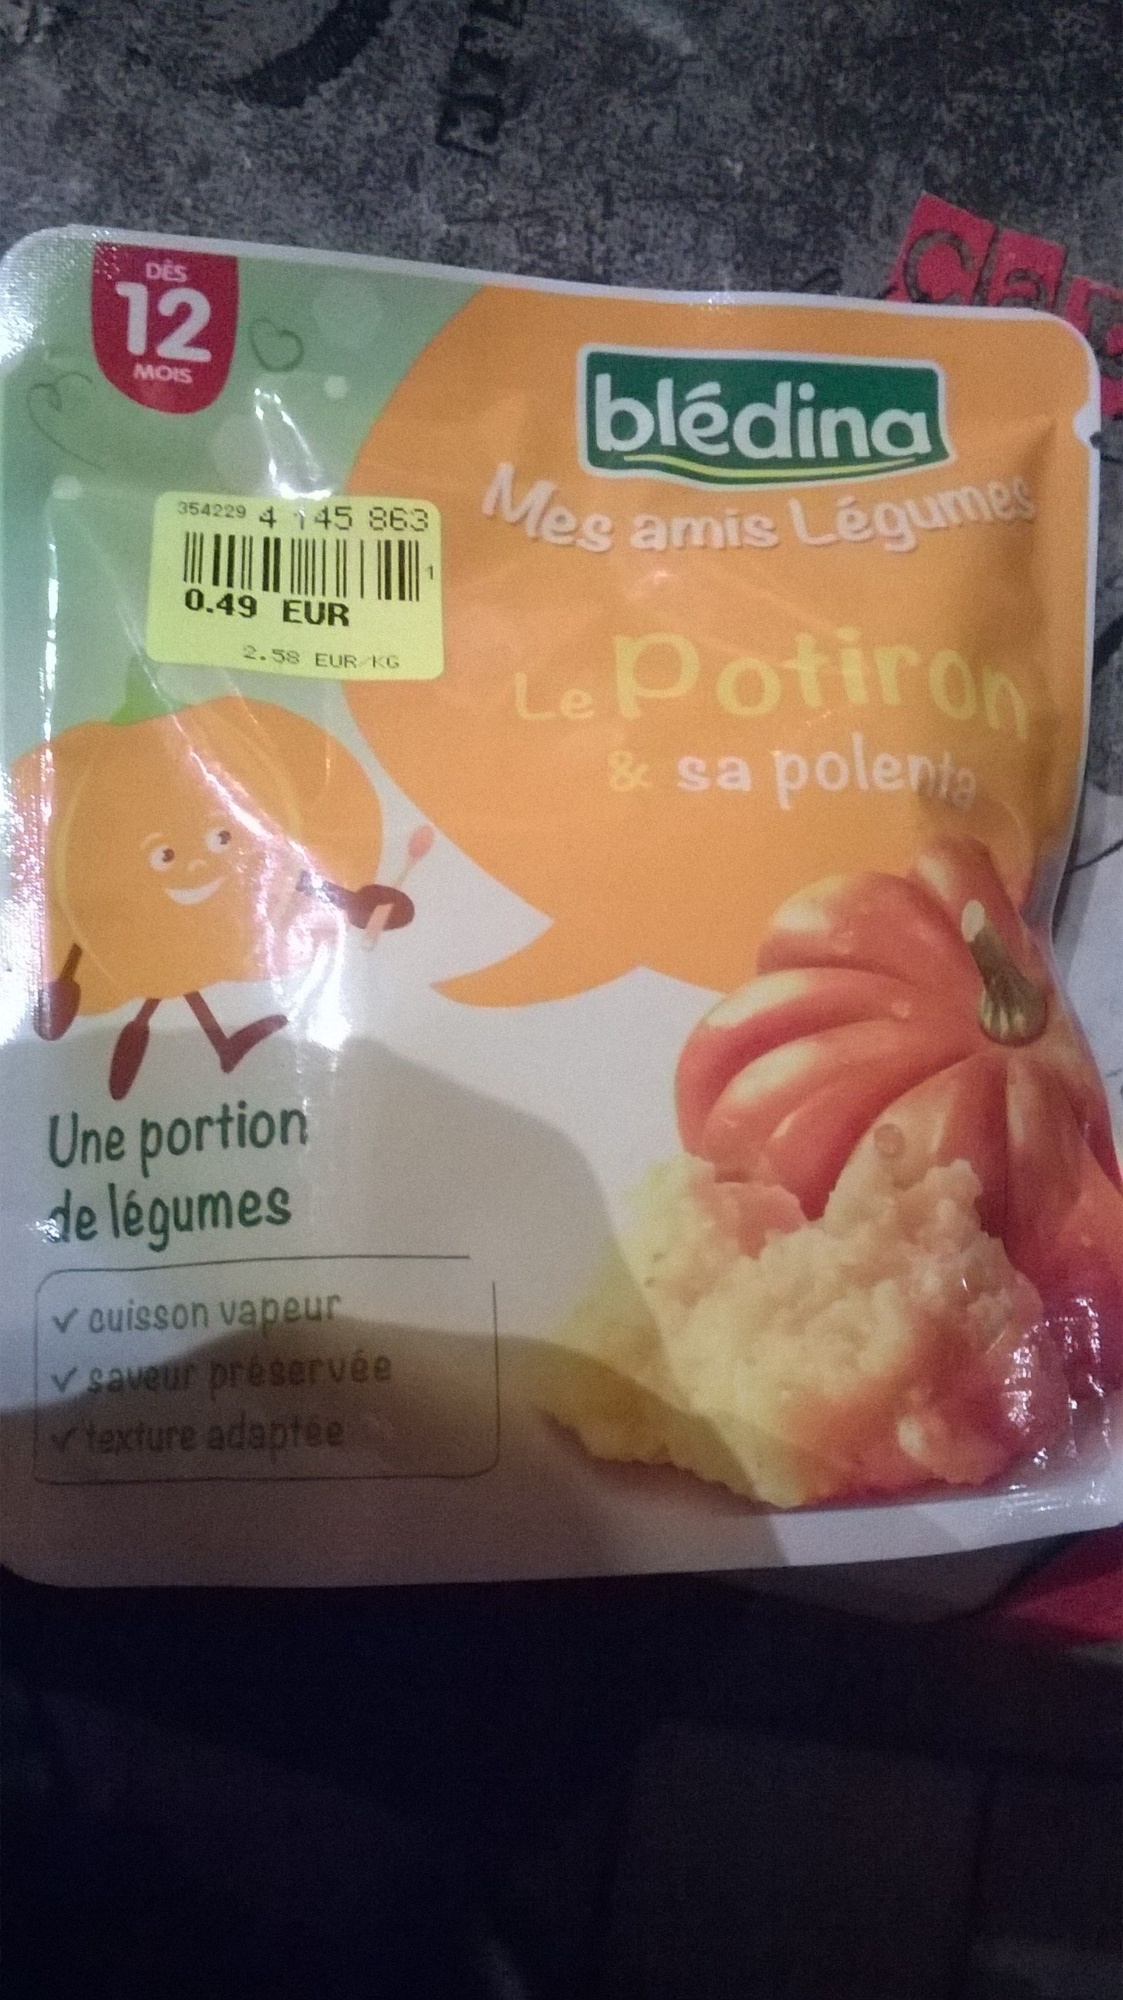 DÈS
12
MOIS
blédina
Mes amis Légumes
354229 4 145 863
1
0.49 EUR
2.58 EUR/KG
Le Potiron
& sa polenta
Une portion
de légumes
✓ cuisson vapeur
✓ saveur préservée
✓ texture adaptée